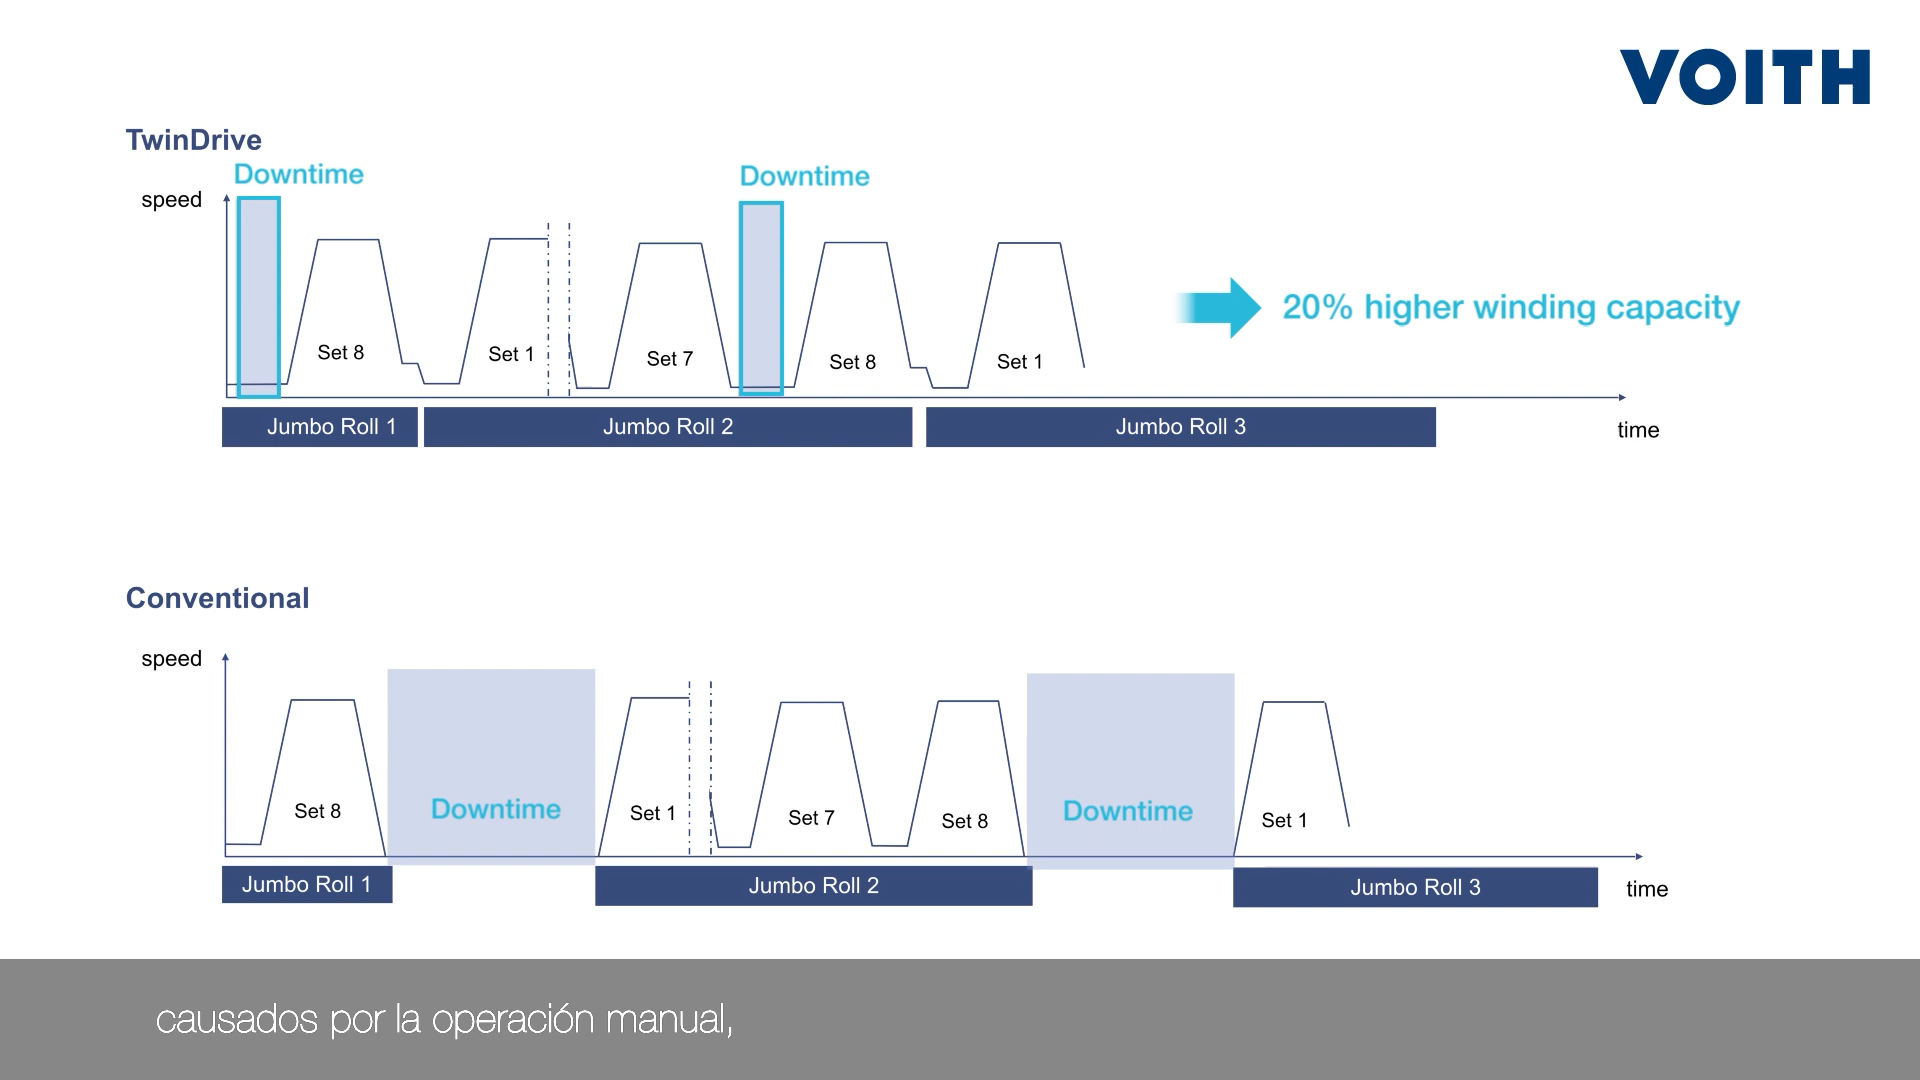 VOITH
TwinDrive
Downtime
Downtime
speed
20% higher winding capacity
Set 8
Set 1
Set 7
Set 8
Set 1
Jumbo Roll 1
Jumbo Roll 2
Jumbo Roll 3
time
Conventional
speed
Set 8
Downtime
Set 1
Set 7
Set 8
Downtime
Set 1
Jumbo Roll 1
Jumbo Roll 2
Jumbo Roll 3
time
causados por la operación manual,